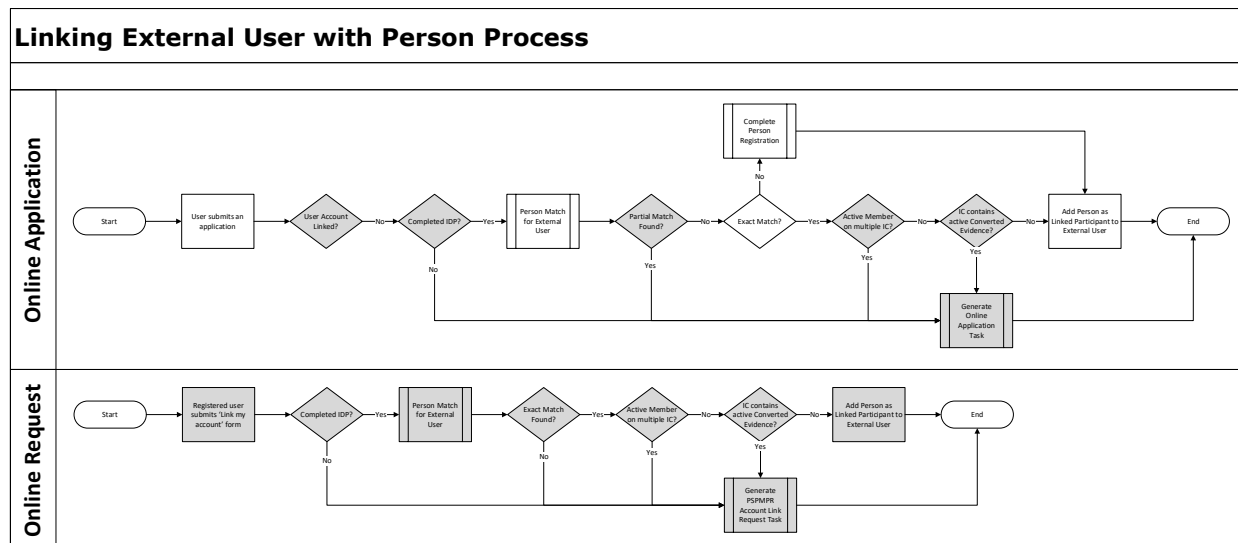 Linking External User with Person Process
Online Application
Start
User submits an
application
User Account
Linked?
No
Completed IDP?
Yes
No
Person Match
for External
User
Partial Match
Found?
No
Yes
Exact Match?
No
Yes
Complete
Person
Registration
Active Member
on multiple IC?
No
Yes
IC contains
active Converted
Evidence?
No
Yes
Add Person as
Linked Participant to
External User
End
Generate
Online
Application
Task
Online Request
Start
Registered user
submits 'Link my
account' form
Completed IDP?
Yes
No
Person Match
for External
User
Exact Match
Found?
Yes
No
Active Member
on multiple IC?
No
Yes
IC contains
active Converted
Evidence?
No
Yes
Add Person as
Linked Participant to
External User
End
Generate
PSPMPR
Account Link
Request Task